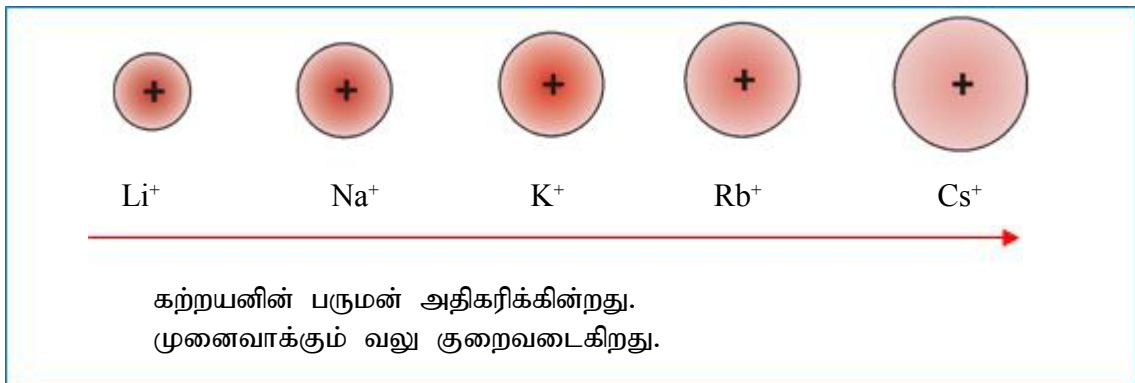 + + + + +
Li⁺ Na⁺ K⁺ Rb⁺ Cs⁺
கற்றயனின் பருமன் அதிகரிக்கின்றது.
முனைவாக்கும் வலு குறைவடைகிறது.